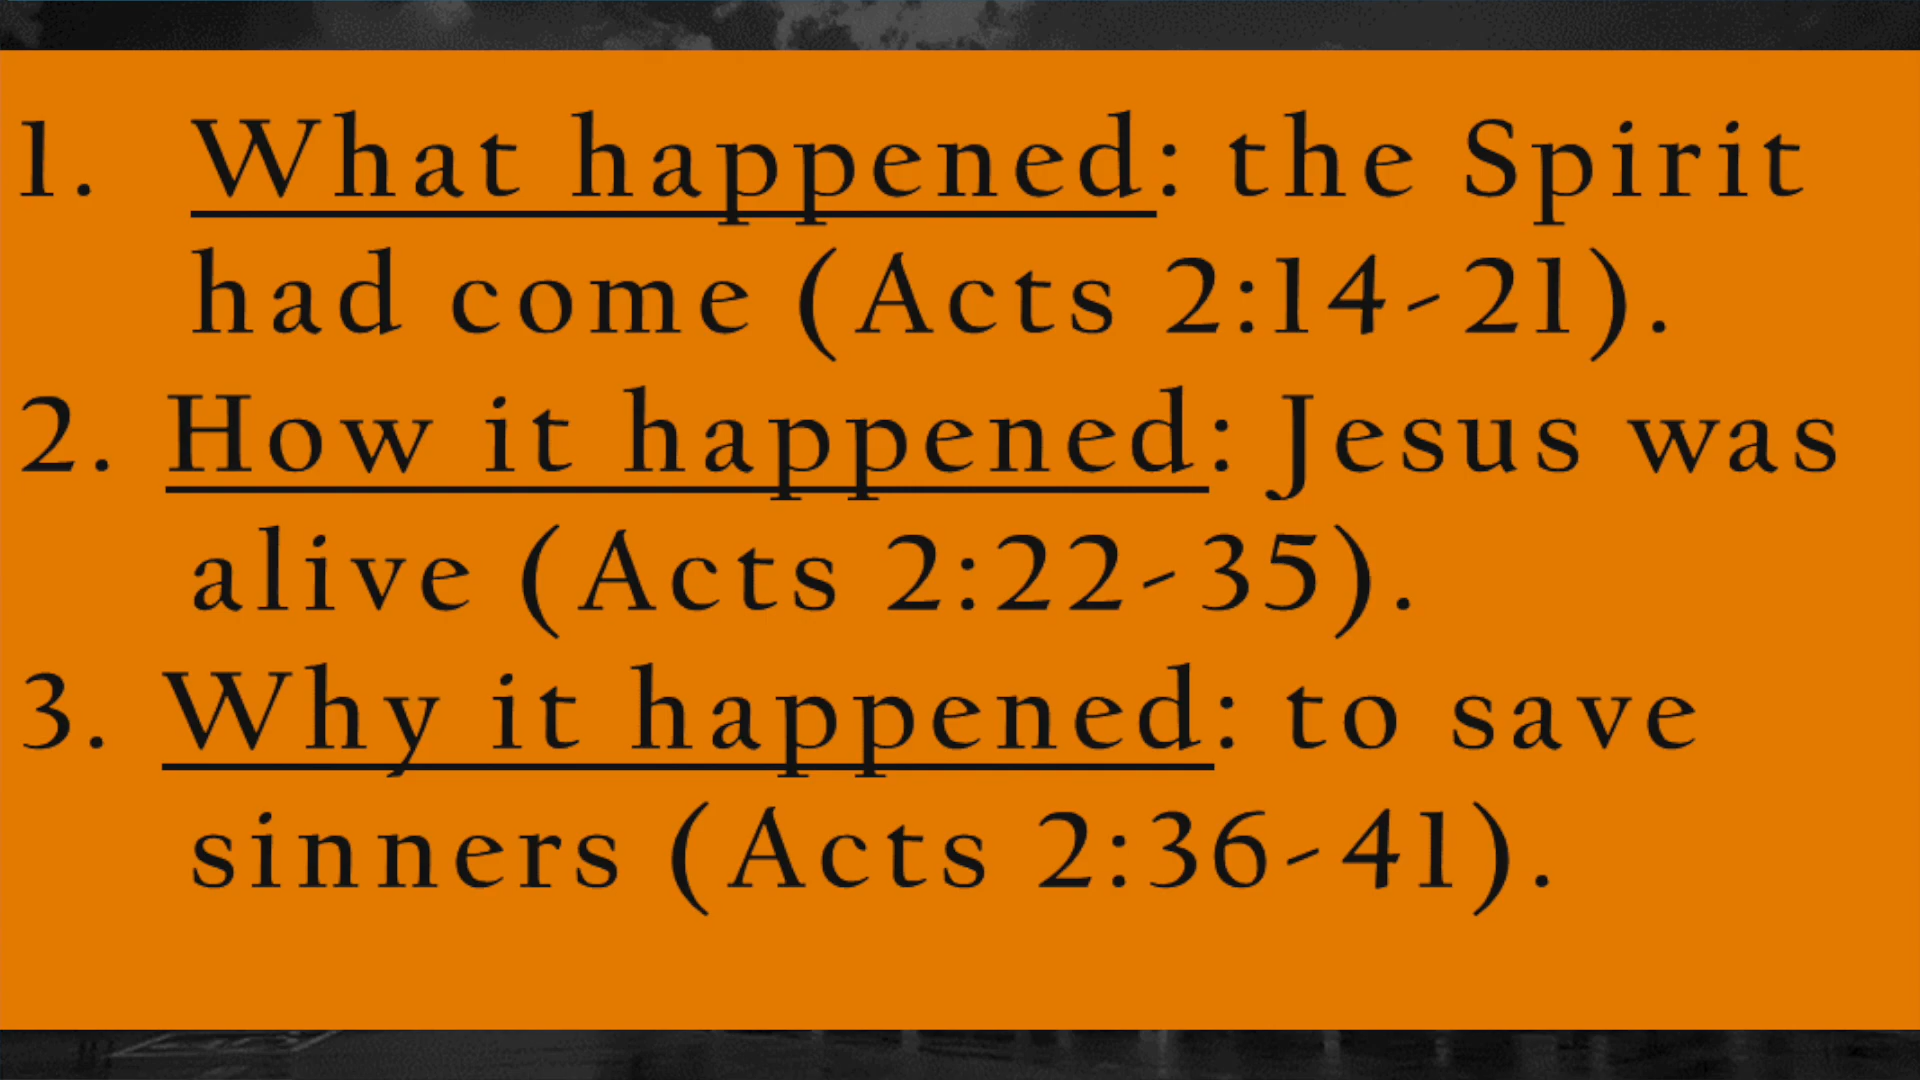 1. What happened: the Spirit
had come (Acts 2:14-21).
2. How it happened: Jesus was
alive (Acts 2:22-35).
3. Why it happened: to save
sinners (Acts 2:36-41).